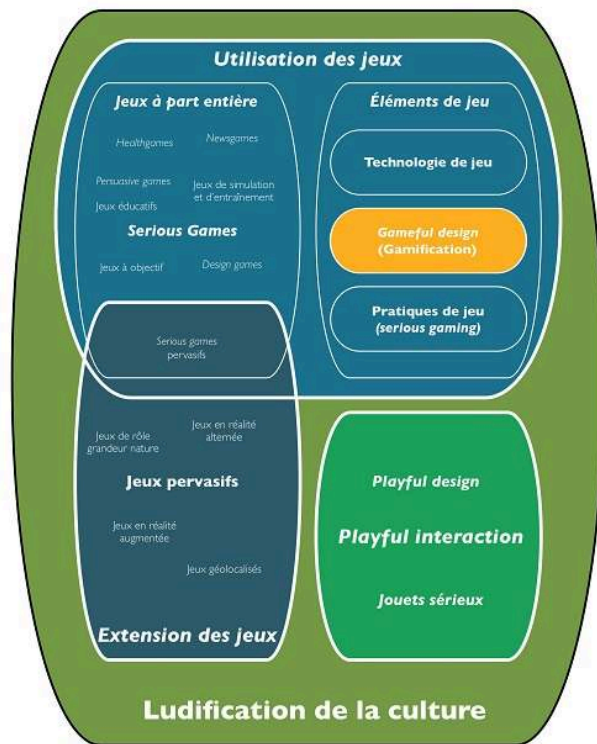 Utilisation des jeux
Jeux à part entière
Healthgames
Newsgames
Persuasive games
Jeux de simulation
et d'entraînement
Jeux éducatifs
Serious Games
Jeux à objectif
Design games
Serious games
pervasifs
Éléments de jeu
Technologie de jeu
Gameful design
(Gamification)
Pratiques de jeu
(serious gaming)
Jeux de rôle
grandeur nature
Jeux en réalité
alternée
Jeux pervasifs
Jeux en réalité
augmentée
Jeux géolocalisés
Extension des jeux
Playful design
Playful interaction
Jouets sérieux
Ludification de la culture